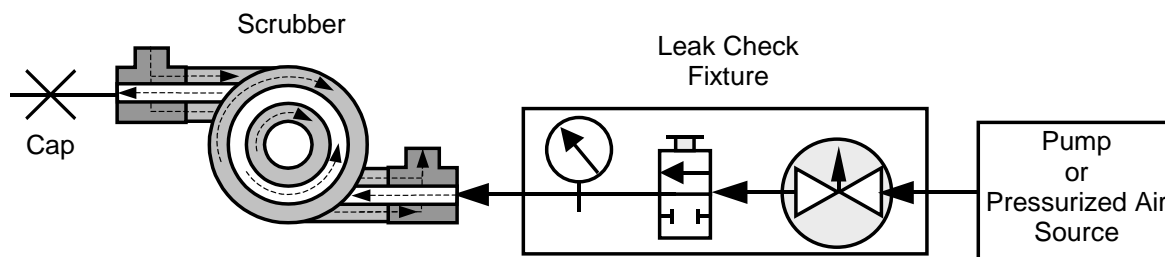 Scrubber
Cap
Leak Check
Fixture
Pump
or
Pressurized Air
Source